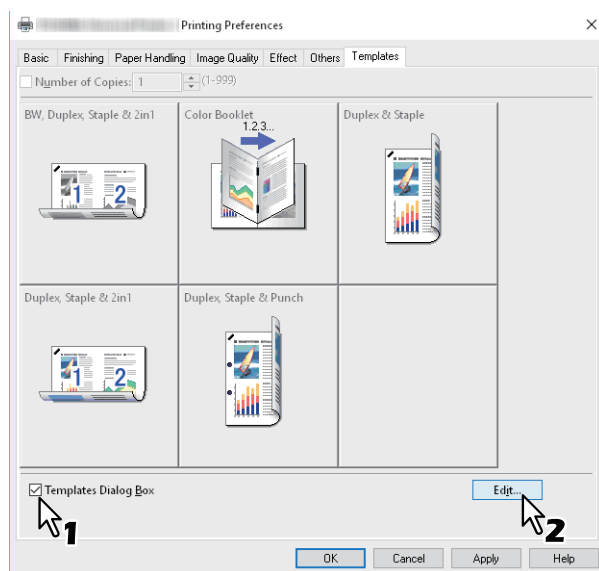 Printing Preferences
Basic Finishing Paper Handling Image Quality Effect Others Templates
Number of Copies: 1 (1-999)
BW, Duplex, Staple & 2in1 Color Booklet Duplex & Staple
1.2.3...
1 2
Duplex, Staple & 2in1 Duplex, Staple & Punch
1 2
Templates Dialog Box Edit...
1 2
OK Cancel Apply Help